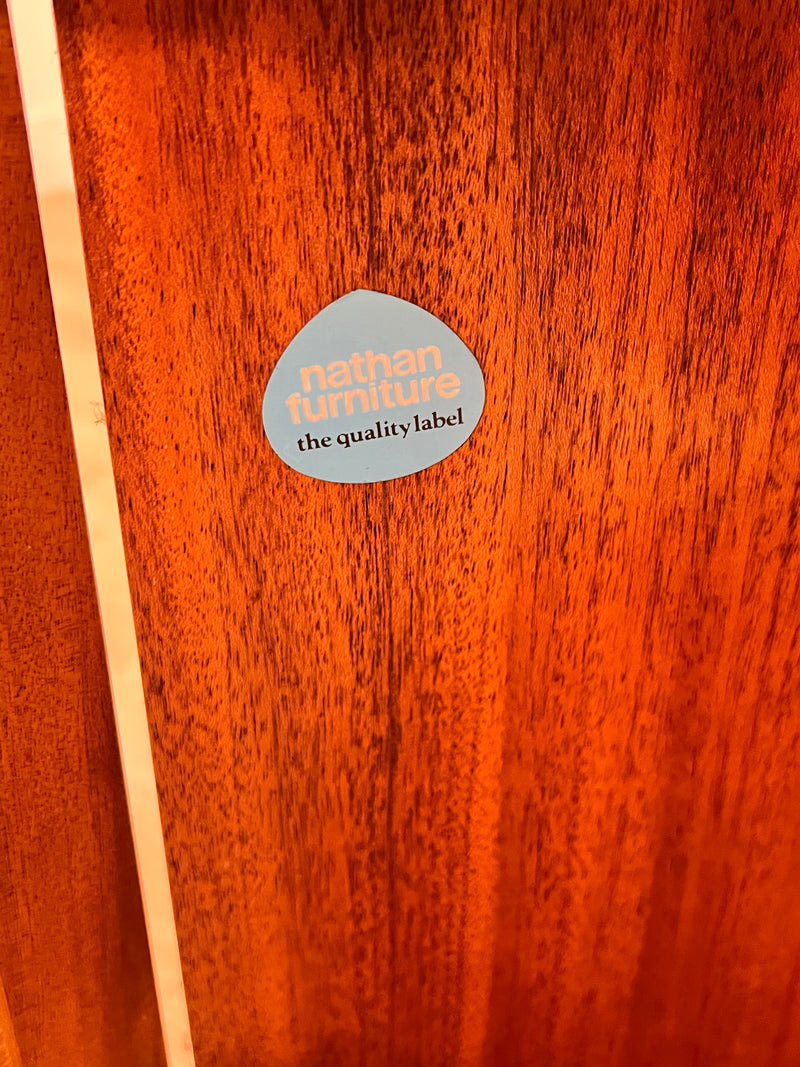 nathan
furniture
the quality label